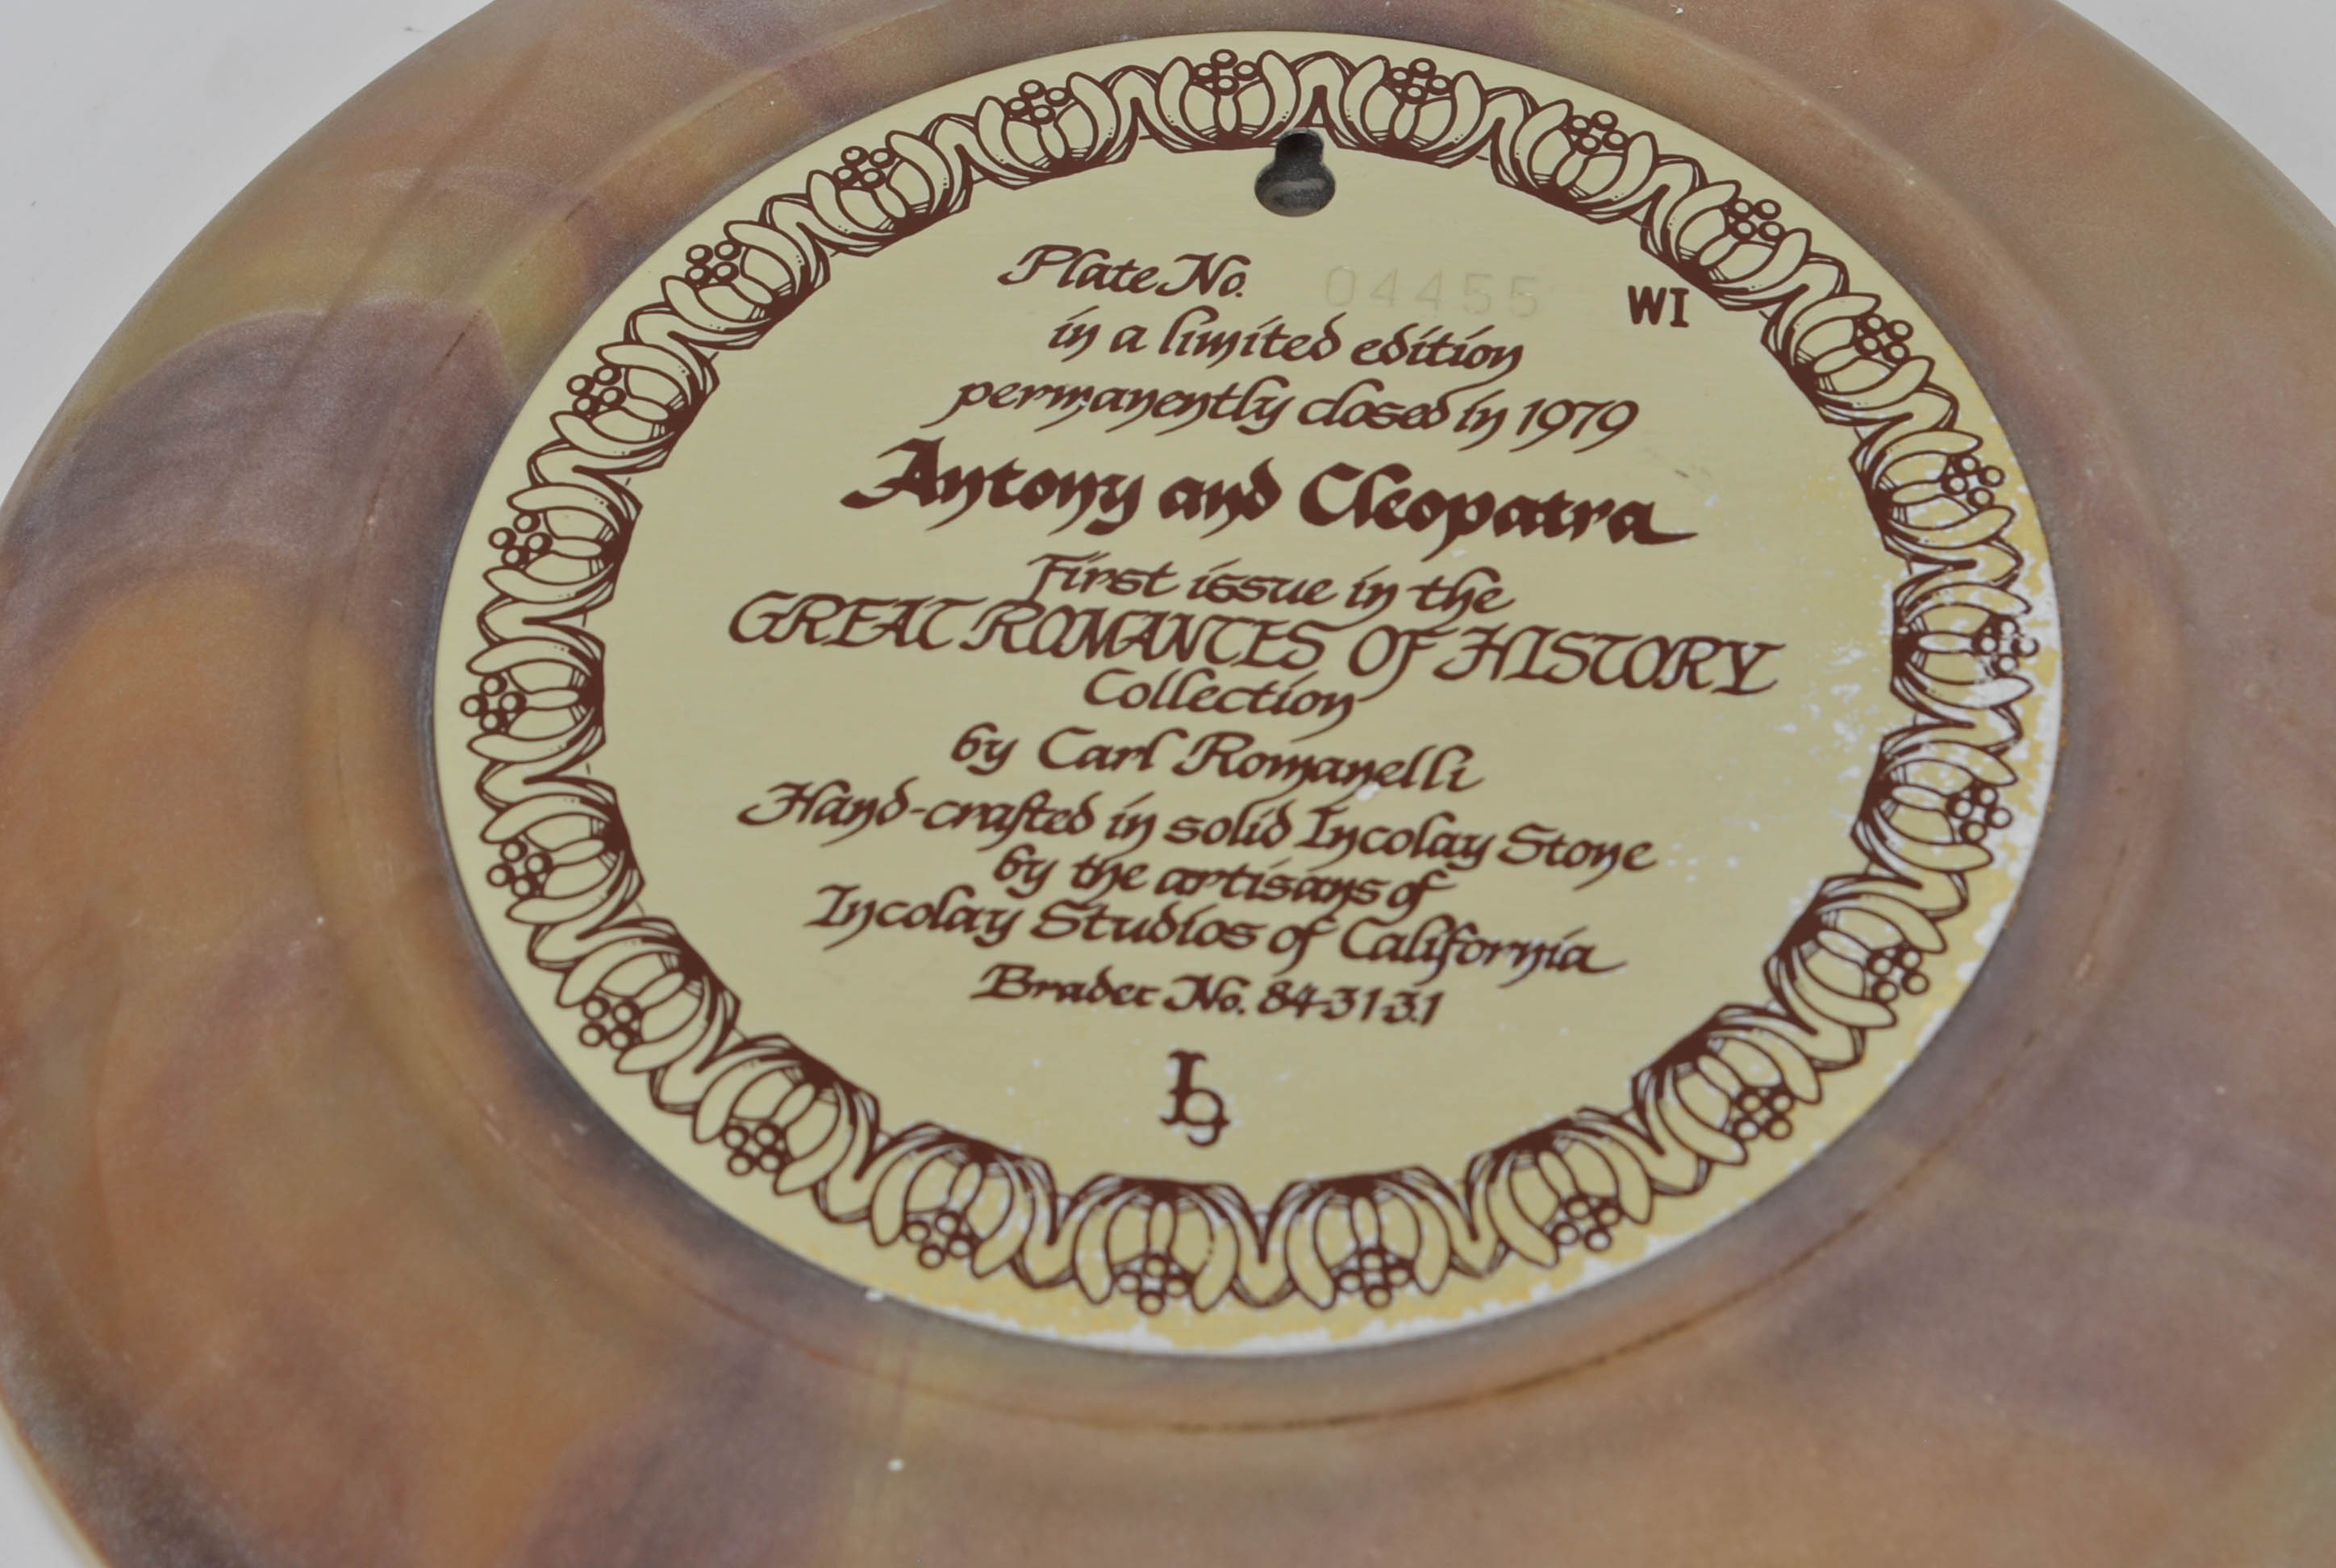 Plate No. 04455
WI
in a limited edition
permanently closed in 1979
Antony and Cleopatra
First issue in the
GREAT ROMANCES OF HISTORY
Collection
by Carl Romanelli
Hand-crafted in solid Incolay Stone
by the artisans of
Incolay Studios of California
Bradex No. 84-31-3.1